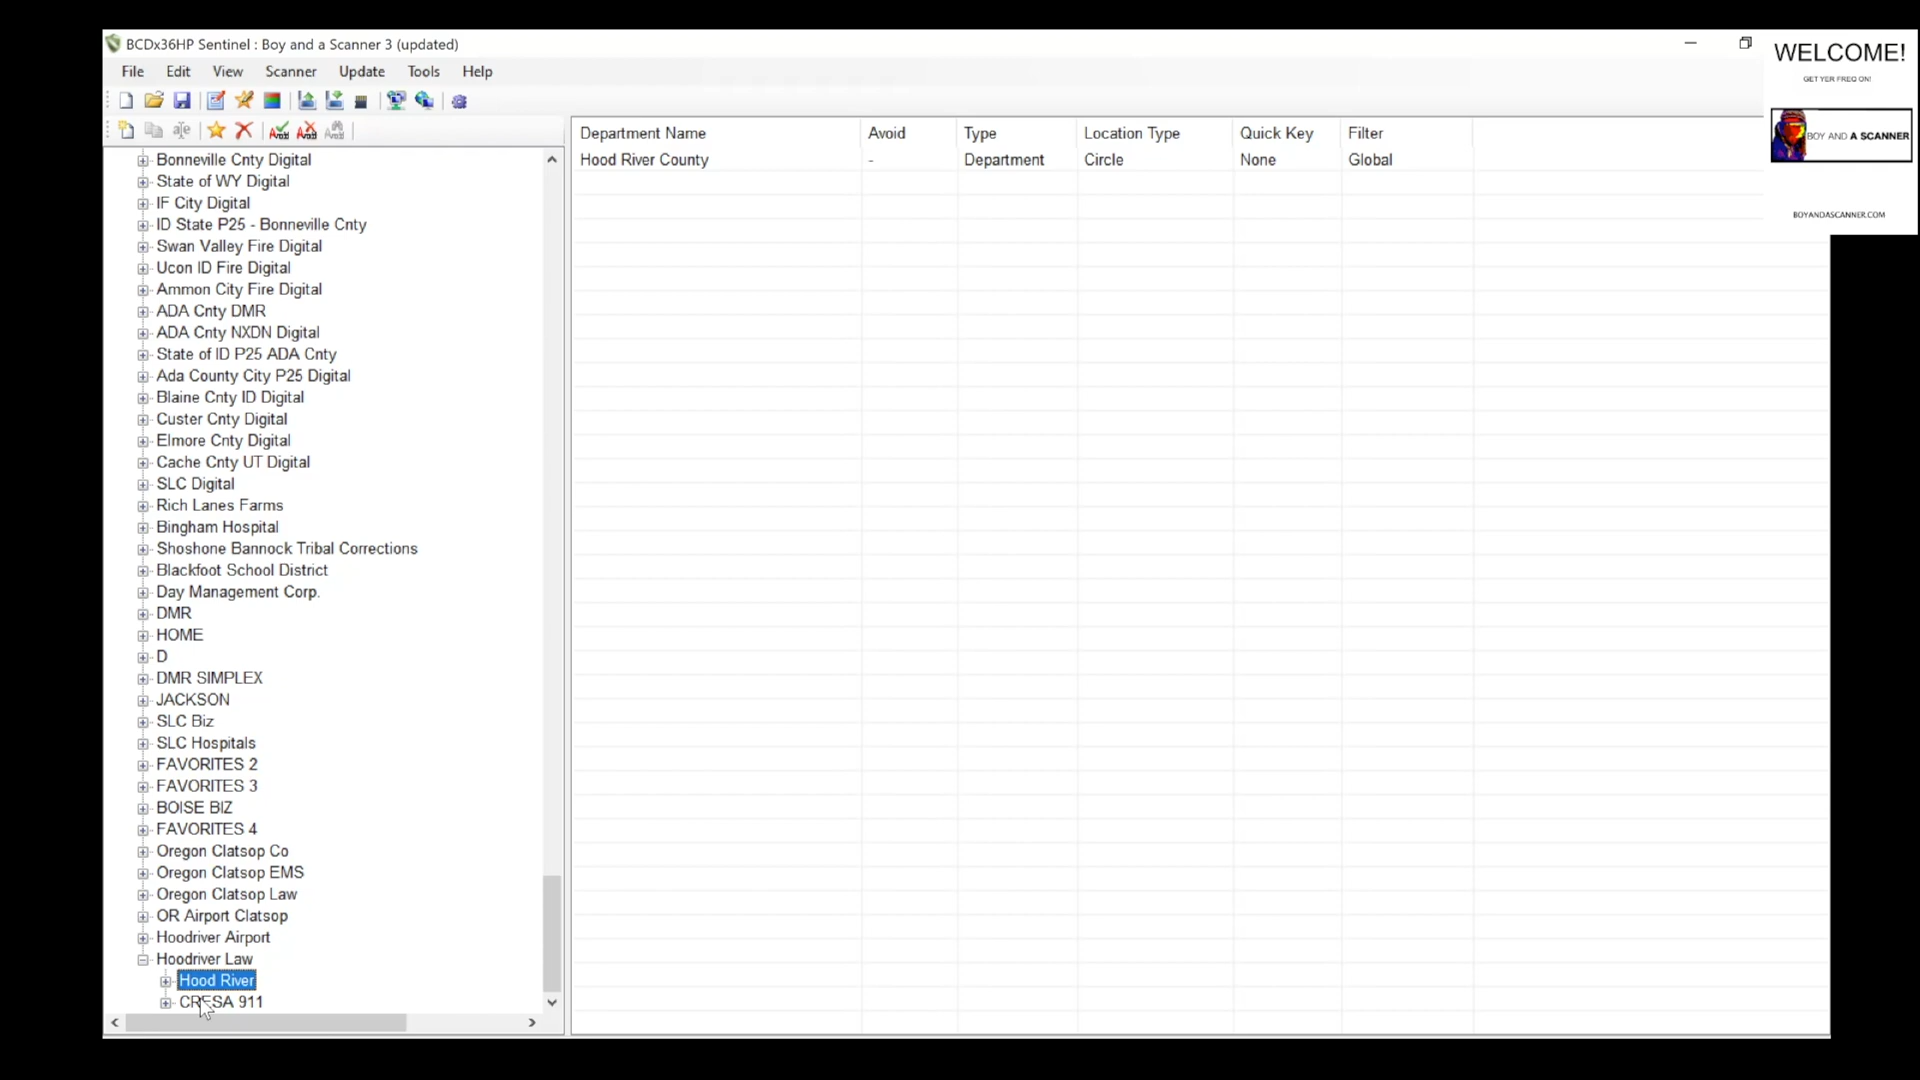 BCDx36HP Sentinel : Boy and a Scanner 3 (updated)
File Edit View Scanner Update Tools Help
WELCOME!
GET YER FREQ ON!
BOY AND A SCANNER
BOYANDASCANNER.COM
Department Name Avoid Type Location Type Quick Key Filter
Hood River County - Department Circle None Global
Bonneville Cnty Digital
State of WY Digital
IF City Digital
ID State P25 - Bonneville Cnty
Swan Valley Fire Digital
Ucon ID Fire Digital
Ammon City Fire Digital
ADA Cnty DMR
ADA Cnty NXDN Digital
State of ID P25 ADA Cnty
Ada County City P25 Digital
Blaine Cnty ID Digital
Custer Cnty Digital
Elmore Cnty Digital
Cache Cnty UT Digital
SLC Digital
Rich Lanes Farms
Bingham Hospital
Shoshone Bannock Tribal Corrections
Blackfoot School District
Day Management Corp.
DMR
HOME
D
DMR SIMPLEX
JACKSON
SLC Biz
SLC Hospitals
FAVORITES 2
FAVORITES 3
BOISE BIZ
FAVORITES 4
Oregon Clatsop Co
Oregon Clatsop EMS
Oregon Clatsop Law
OR Airport Clatsop
Hoodriver Airport
Hoodriver Law
Hood River
CRESA 911